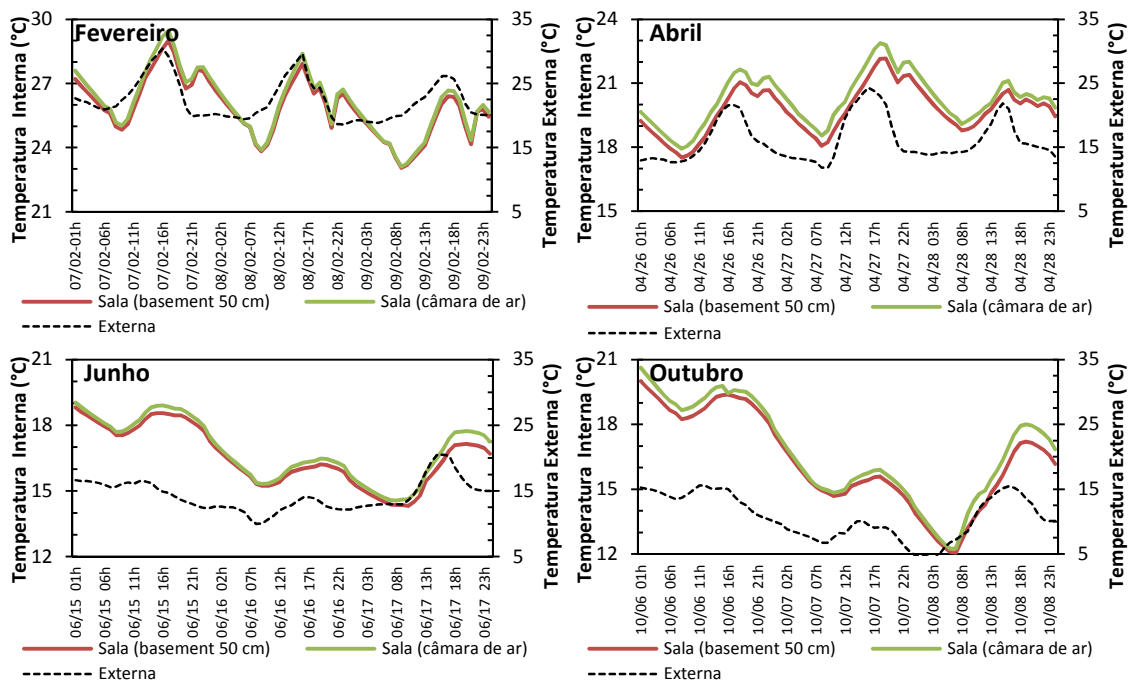 Fevereiro
Temperatura Interna (°C)
30
27
24
21
35
25
15
5
Temperatura Externa (°C)
07/02-01h
07/02-06h
07/02-11h
07/02-16h
07/02-21h
08/02-02h
08/02-07h
08/02-12h
08/02-17h
08/02-22h
09/02-03h
09/02-08h
09/02-13h
09/02-18h
09/02-23h
Sala (basement 50 cm)
Sala (câmara de ar)
Externa
Abril
Temperatura Interna (°C)
24
21
18
15
35
25
15
5
Temperatura Externa (°C)
04/26 01h
04/26 06h
04/26 11h
04/26 16h
04/26 21h
04/27 02h
04/27 07h
04/27 12h
04/27 17h
04/27 22h
04/28 03h
04/28 08h
04/28 13h
04/28 18h
04/28 23h
Sala (basement 50 cm)
Sala (câmara de ar)
Externa
Junho
Temperatura Interna (°C)
21
18
15
12
35
25
15
5
Temperatura Externa (°C)
06/15 01h
06/15 05h
06/15 10h
06/15 15h
06/15 21h
06/16 02h
06/16 07h
06/16 12h
06/16 17h
06/16 22h
06/17 03h
06/17 08h
06/17 13h
06/17 18h
06/17 23h
Sala (basement 50 cm)
Sala (câmara de ar)
Externa
Outubro
Temperatura Interna (°C)
21
18
15
12
35
25
15
5
Temperatura Externa (°C)
10/06 01h
10/06 06h
10/06 11h
10/06 16h
10/06 21h
10/07 02h
10/07 07h
10/07 12h
10/07 17h
10/07 22h
10/08 03h
10/08 08h
10/08 13h
10/08 18h
10/08 23h
Sala (basement 50 cm)
Sala (câmara de ar)
Externa